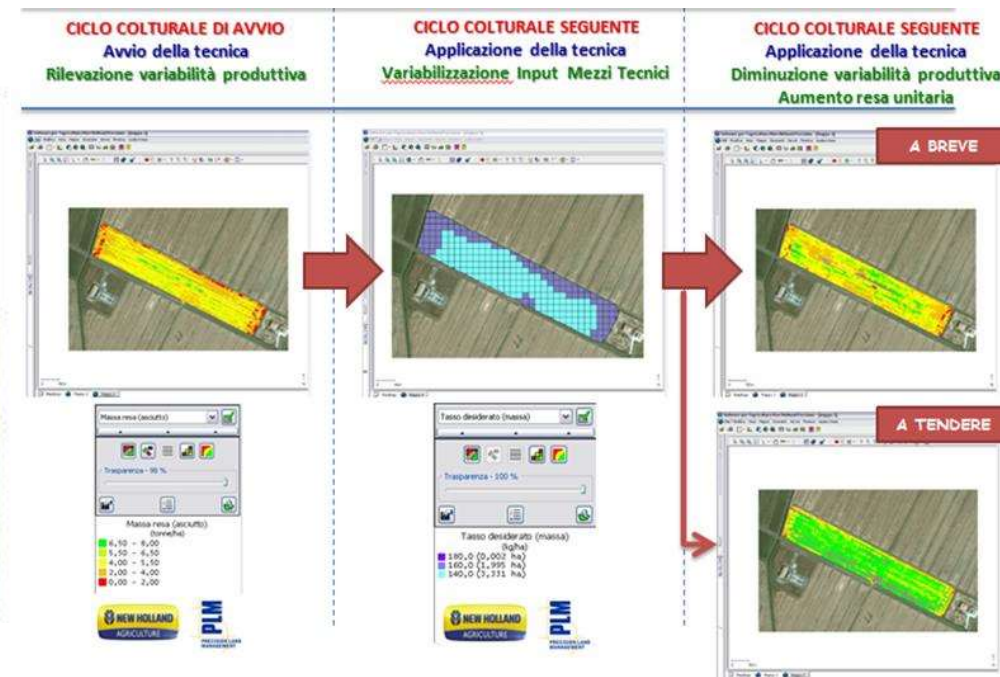 CICLO COLTURALE DI AVVIO
Avvio della tecnica
Rilevazione variabilità produttiva
CICLO COLTURALE SEGUENTE
Applicazione della tecnica
Variabilizzazione Input Mezzi Tecnici
CICLO COLTURALE SEGUENTE
Applicazione della tecnica
Diminuzione variabilità produttiva
Aumento resa unitaria
A BREVE
A TENDERE
Massa resa (asciutto)
Trasparenza - 98 %
Massa resa (asciutto)
(tonne/ha)
6,50 - 8,00
5,50 - 6,50
4,00 - 5,50
2,00 - 4,00
0,00 - 2,00
NEW HOLLAND
AGRICULTURE
PLM
PRECISION LAND
MANAGEMENT
Tasso desiderato (massa)
Trasparenza - 100 %
Tasso desiderato (massa)
(kg/ha)
180,0 (0,002 ha)
160,0 (1,995 ha)
140,0 (3,331 ha)
NEW HOLLAND
AGRICULTURE
PLM
PRECISION LAND
MANAGEMENT